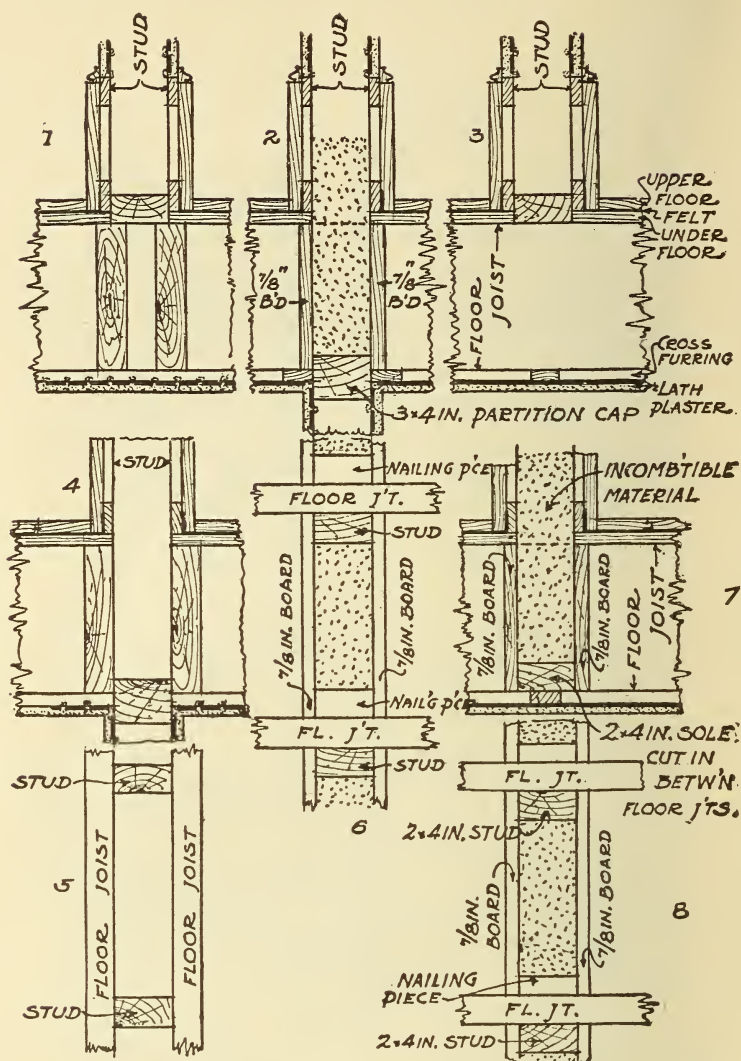 STUD
1
STUD
2
7/8"
B'D
7/8"
B'D
3×4 IN. PARTITION CAP
STUD
3
UPPER
FLOOR
FELT
UNDER
FLOOR
FLOOR
JOIST
CROSS
FURRING
LATH
PLASTER.
4
STUD
5
STUD
FLOOR JOIST
FLOOR JOIST
STUD
NAILING P'CE
FLOOR J'T.
STUD
7/8 IN. BOARD
7/8 IN. BOARD
NAIL'G P'CE
FL. J'T.
STUD
6
INCOMB'TIBLE
MATERIAL
7/8 IN. BOARD
7/8 IN. BOARD
FLOOR
JOIST
7
2×4 IN. SOLE
CUT IN
BETW'N
FLOOR J'TS.
FL. JT.
2×4 IN. STUD
7/8 IN.
BOARD
7/8 IN. BOARD
8
NAILING
PIECE
FL. JT.
2×4 IN. STUD